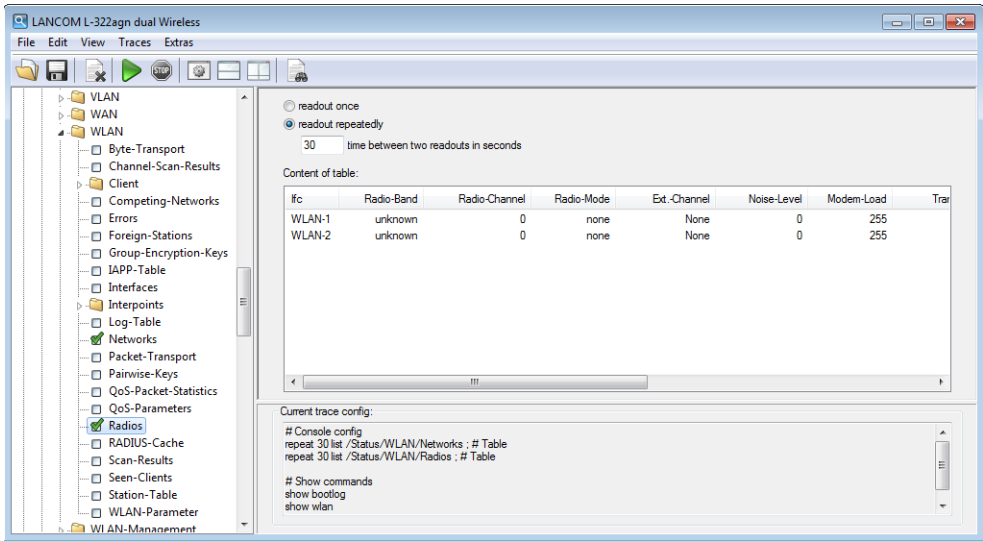 LANCOM L-322agn dual Wireless
File Edit View Traces Extras
STOP
VLAN
WAN
WLAN
Byte-Transport
Channel-Scan-Results
Client
Competing-Networks
Errors
Foreign-Stations
Group-Encryption-Keys
IAPP-Table
Interfaces
Interpoints
Log-Table
Networks
Packet-Transport
Pairwise-Keys
QoS-Packet-Statistics
QoS-Parameters
Radios
RADIUS-Cache
Scan-Results
Seen-Clients
Station-Table
WLAN-Parameter
WLAN-Management
readout once
readout repeatedly
30 time between two readouts in seconds
Content of table:
Ifc Radio-Band Radio-Channel Radio-Mode Ext.-Channel Noise-Level Modem-Load Trar
WLAN-1 unknown 0 none None 0 255
WLAN-2 unknown 0 none None 0 255
Current trace config:
# Console config
repeat 30 list /Status/WLAN/Networks ; # Table
repeat 30 list /Status/WLAN/Radios ; # Table
# Show commands
show bootlog
show wlan